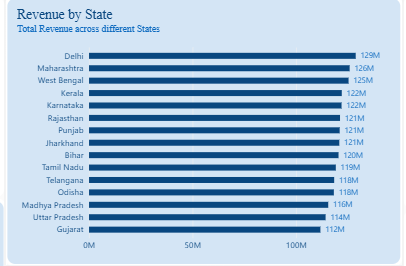 Revenue by State
Total Revenue across different States
Delhi 129M
Maharashtra 126M
West Bengal 125M
Kerala 122M
Karnataka 122M
Rajasthan 121M
Punjab 121M
Jharkhand 121M
Bihar 120M
Tamil Nadu 119M
Telangana 118M
Odisha 118M
Madhya Pradesh 116M
Uttar Pradesh 114M
Gujarat 112M
0M 50M 100M